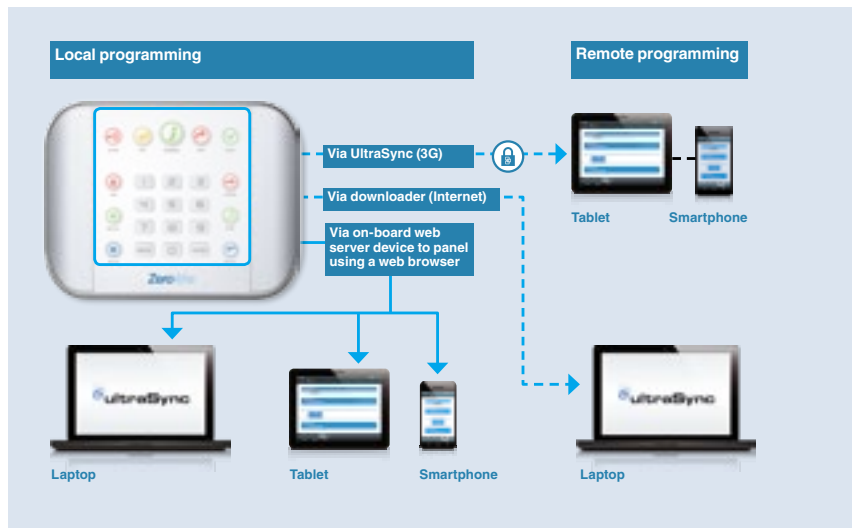 Local programming
Remote programming
Via UltraSync (3G)
Via downloader (Internet)
Via on-board web
server device to panel
using a web browser
Tablet
Smartphone
ultraSync
ultraSync
Laptop
Tablet
Smartphone
Laptop